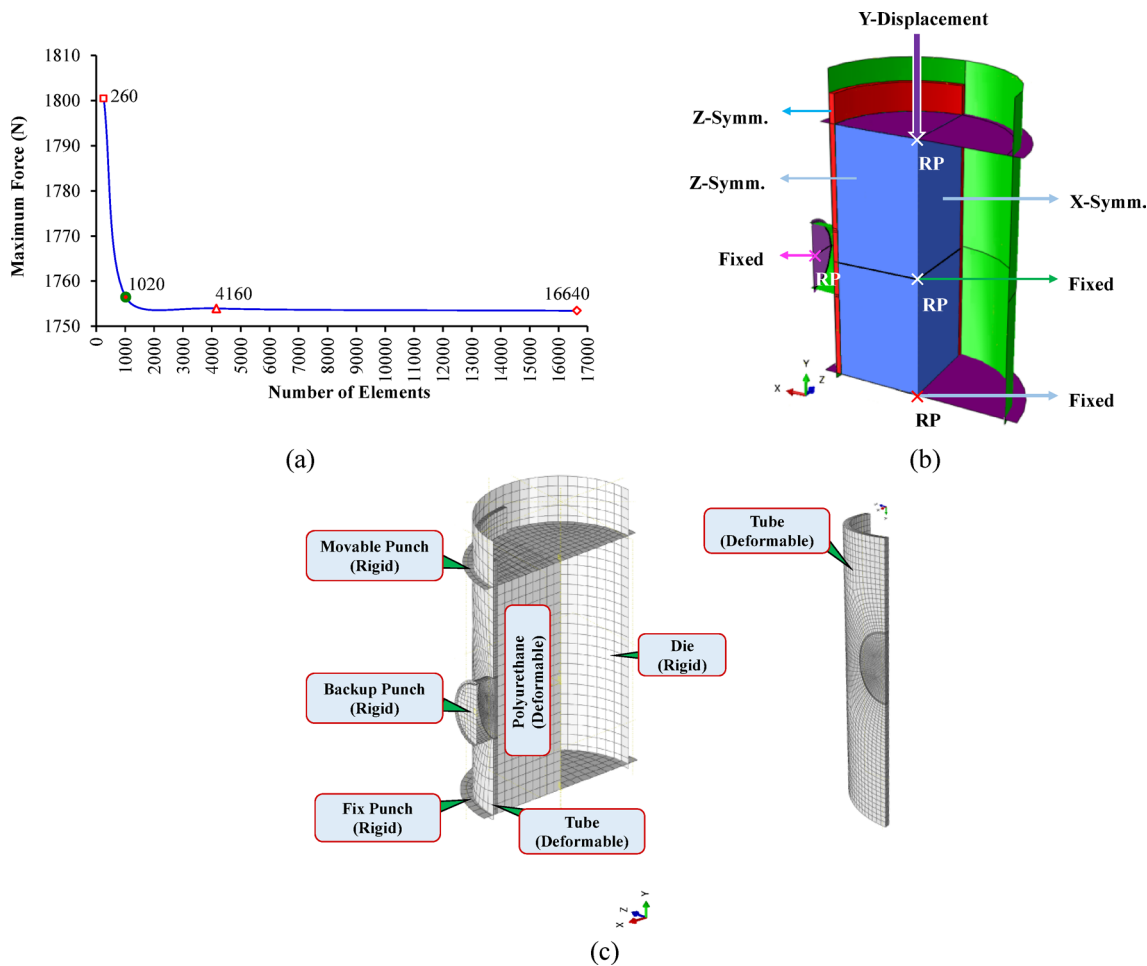 1810
1800
1790
1780
1770
1760
1750
Maximum Force (N)
260
1020
4160
16640
0
1000
2000
3000
4000
5000
6000
7000
8000
9000
10000
11000
12000
13000
14000
15000
16000
17000
Number of Elements
(a)
Y-Displacement
Z-Symm.
RP
Z-Symm.
X-Symm.
Fixed
RP
RP
Fixed
Y
X
Z
RP
Fixed
(b)
Movable Punch
(Rigid)
Polyurethane
(Deformable)
Die
(Rigid)
Backup Punch
(Rigid)
Fix Punch
(Rigid)
Tube
(Deformable)
Tube
(Deformable)
Y
Z
X
(c)